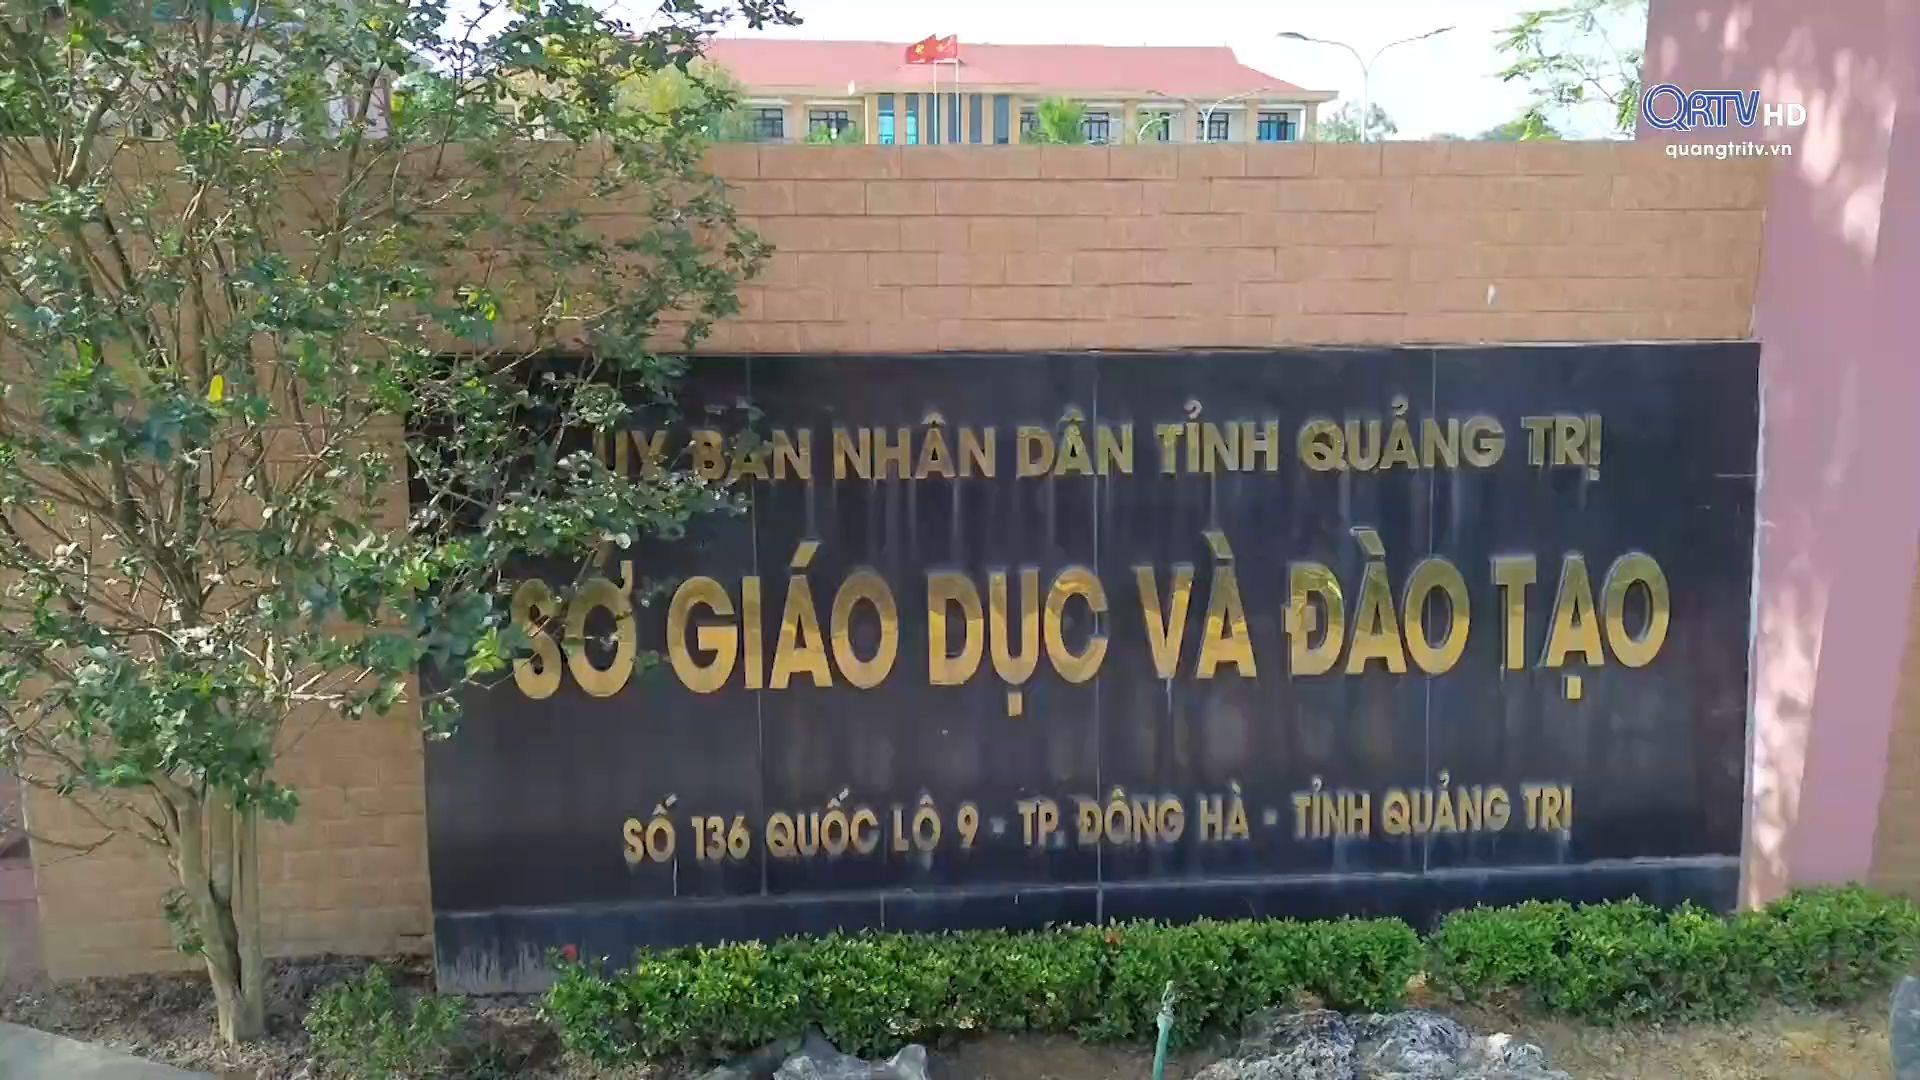 QRTV HD
quangtritv.vn
ỦY BAN NHÂN DÂN TỈNH QUẢNG TRỊ
SỞ GIÁO DỤC VÀ ĐÀO TẠO
SỐ 136 QUỐC LỘ 9 - TP. ĐÔNG HÀ - TỈNH QUẢNG TRỊ